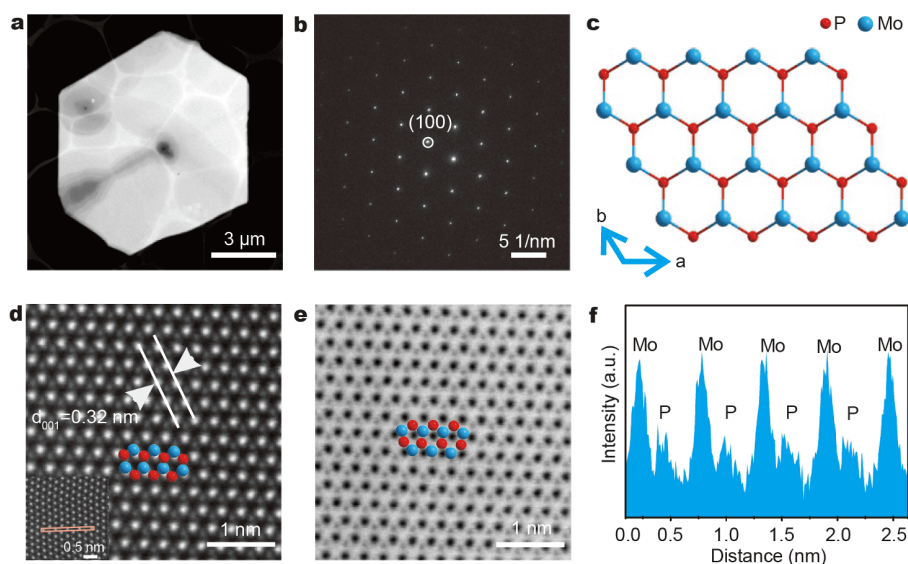 a
3 μm
b
(100)
5 1/nm
c
P Mo
b
a
d
d001=0.32 nm
0.5 nm
1 nm
e
1 nm
f
Intensity (a.u.)
Mo Mo Mo Mo Mo
P P P P
0.0 0.5 1.0 1.5 2.0 2.5
Distance (nm)